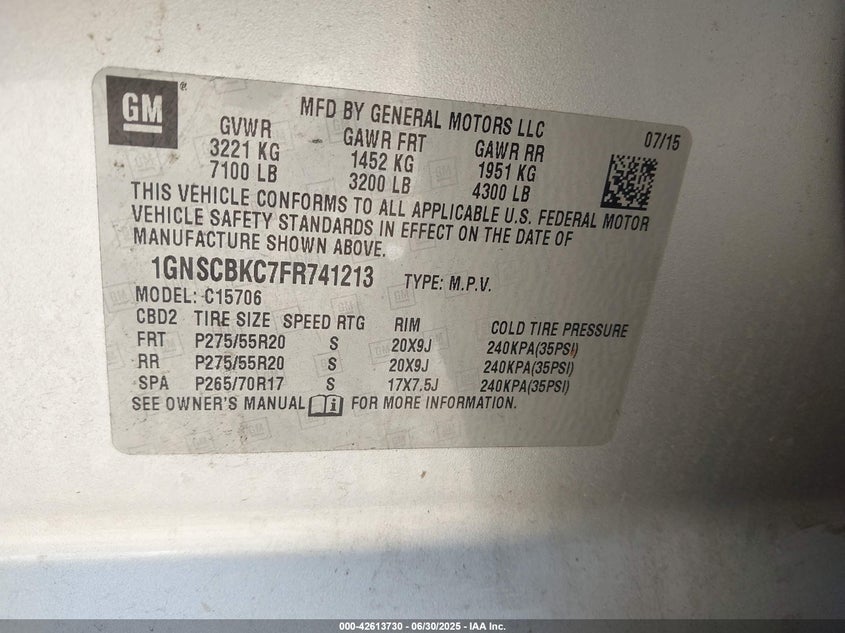 GM®
MFD BY GENERAL MOTORS LLC
07/15
GVWR GAWR FRT GAWR RR
3221 KG 1452 KG 1951 KG
7100 LB 3200 LB 4300 LB
THIS VEHICLE CONFORMS TO ALL APPLICABLE U.S. FEDERAL MOTOR
VEHICLE SAFETY STANDARDS IN EFFECT ON THE DATE OF
MANUFACTURE SHOWN ABOVE.
1GNSCBKC7FR741213 TYPE: M.P.V.
MODEL: C15706
CBD2 TIRE SIZE SPEED RTG RIM COLD TIRE PRESSURE
FRT P275/55R20 S 20X9J 240KPA(35PSI)
RR P275/55R20 S 20X9J 240KPA(35PSI)
SPA P265/70R17 S 17X7.5J 240KPA(35PSI)
SEE OWNER'S MANUAL i FOR MORE INFORMATION.
000-42613730 - 06/30/2025 - IAA Inc.